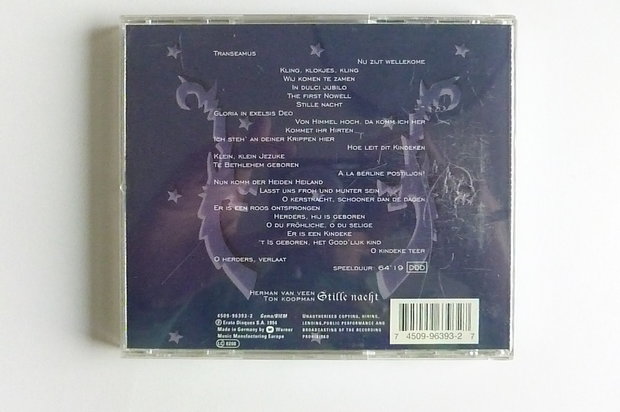 Transeamus
Nu zijt wellekome
Kling, klokjes, kling
Wij komen te zamen
In dulci jubilo
The first Nowell
Stille nacht
Gloria in exelsis Deo
Von Himmel hoch, da komm ich her
Kommet ihr Hirten
Ich steh' an deiner Krippen hier
Hoe leit dit Kindeken
Klein, klein Jezuke
Te Bethlehem geboren
A la berline postiljon!
Nun komm der Heiden Heiland
Lasst uns froh und munter sein
O kerstnacht, schooner dan de dagen
Er is een roos ontsprongen
Herders, hij is geboren
O du fröhliche, o du selige
Er is een Kindeke
't Is geboren, het Godd'lijk kind
O kindeke teer
O herders, verlaat
speelduur: 64'19 DDD
Herman van Veen
Ton Koopman Stille nacht
4509-96393-2 Gema/BIEM
℗ Erato Disques S.A. 1994
Made in Germany by Warner
Music Manufacturing Europe
LC 0200
Unauthorised copying, hiring,
lending, public performance and
broadcasting of the recording
prohibited
7 45099-96393-2 7